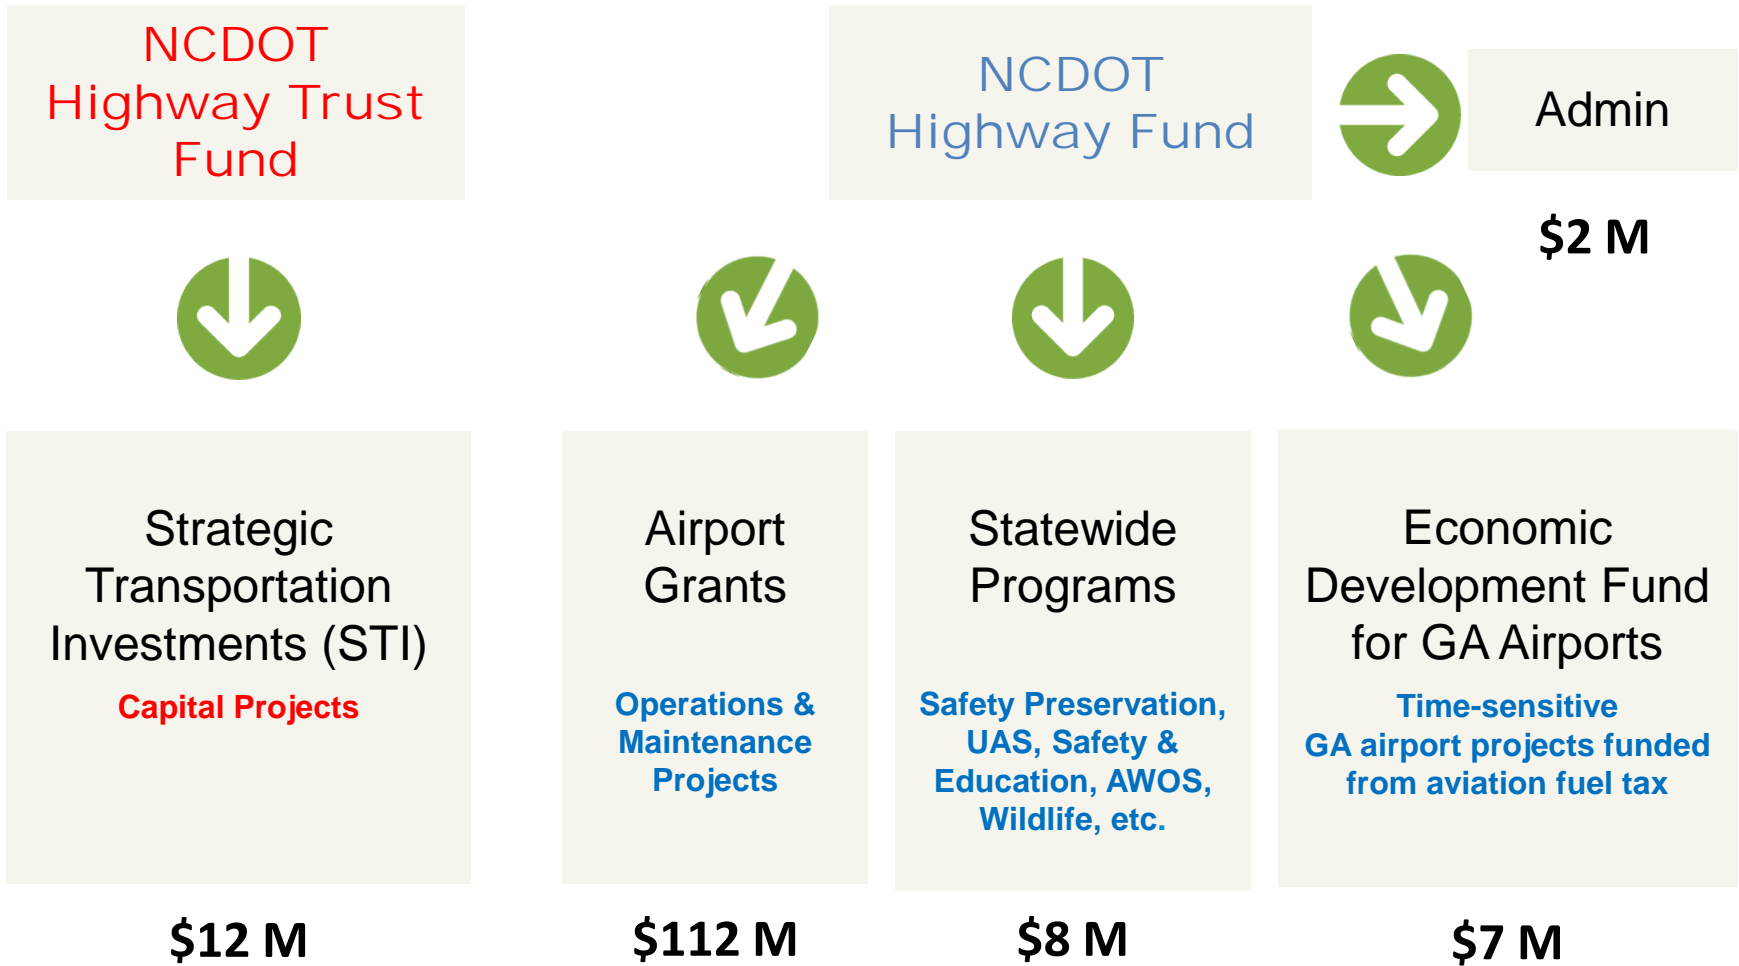 NCDOT
Highway Trust
Fund
NCDOT
Highway Fund
Admin
$2 M
Strategic
Transportation
Investments (STI)
Capital Projects
$12 M
Airport
Grants
Operations &
Maintenance
Projects
$112 M
Statewide
Programs
Safety Preservation,
UAS, Safety &
Education, AWOS,
Wildlife, etc.
$8 M
Economic
Development Fund
for GA Airports
Time-sensitive
GA airport projects funded
from aviation fuel tax
$7 M